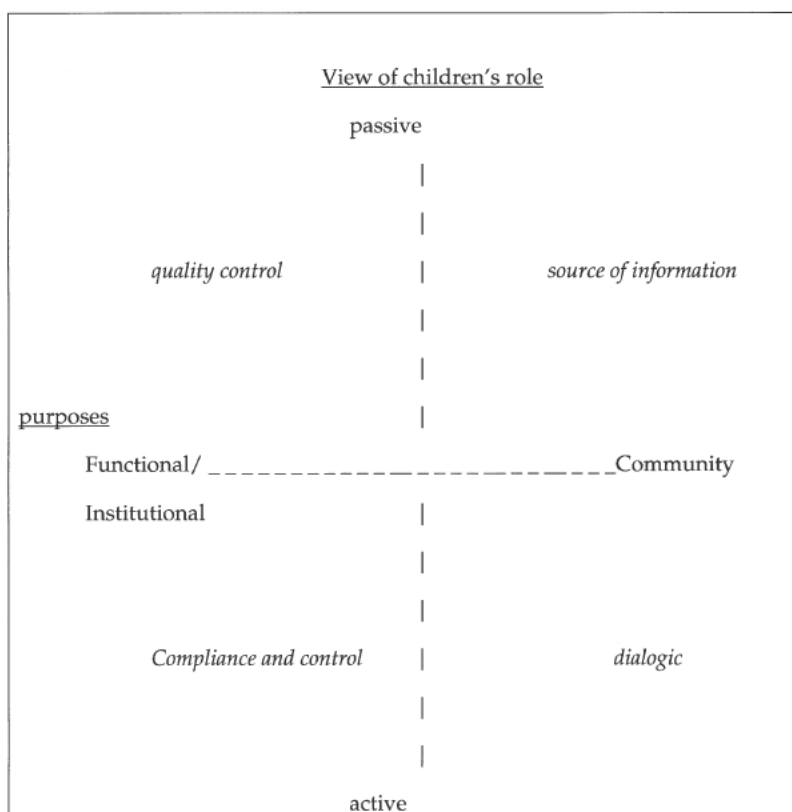 View of children's role
passive
quality control source of information
purposes
Functional/ Community
Institutional
Compliance and control dialogic
active